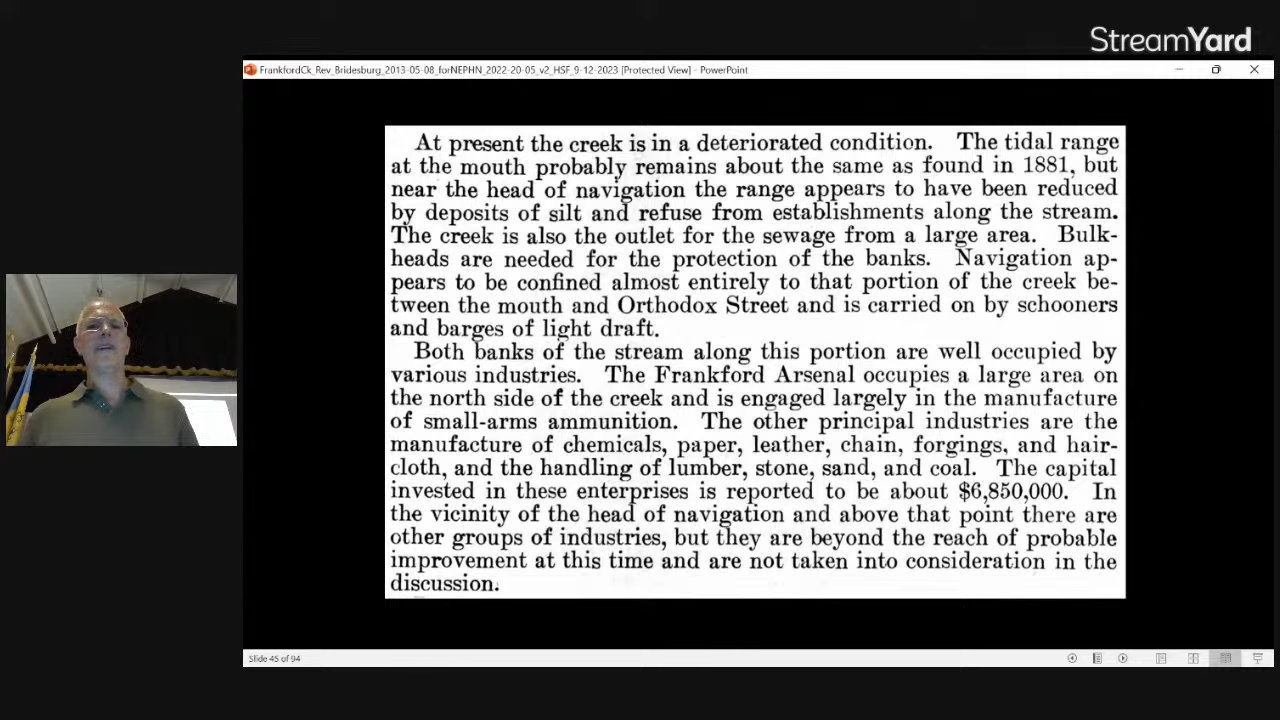 StreamYard
FrankfordCk_Rev_Bridesburg_2013-05-08_forNEPHN_2022-20-05_v2_HSF_9-12-2023 [Protected View] - PowerPoint
At present the creek is in a deteriorated condition. The tidal range
at the mouth probably remains about the same as found in 1881, but
near the head of navigation the range appears to have been reduced
by deposits of silt and refuse from establishments along the stream.
The creek is also the outlet for the sewage from a large area. Bulk-
heads are needed for the protection of the banks. Navigation ap-
pears to be confined almost entirely to that portion of the creek be-
tween the mouth and Orthodox Street and is carried on by schooners
and barges of light draft.
Both banks of the stream along this portion are well occupied by
various industries. The Frankford Arsenal occupies a large area on
the north side of the creek and is engaged largely in the manufacture
of small-arms ammunition. The other principal industries are the
manufacture of chemicals, paper, leather, chain, forgings, and hair-
cloth, and the handling of lumber, stone, sand, and coal. The capital
invested in these enterprises is reported to be about $6,850,000. In
the vicinity of the head of navigation and above that point there are
other groups of industries, but they are beyond the reach of probable
improvement at this time and are not taken into consideration in the
discussion.
Slide 45 of 94